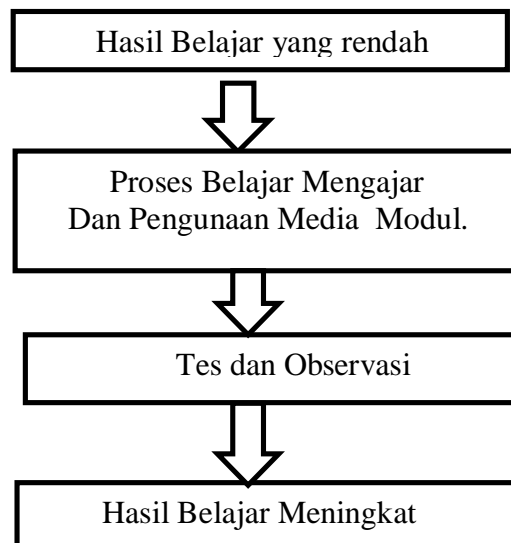 Hasil Belajar yang rendah
Proses Belajar Mengajar
Dan Pengunaan Media Modul.
Tes dan Observasi
Hasil Belajar Meningkat